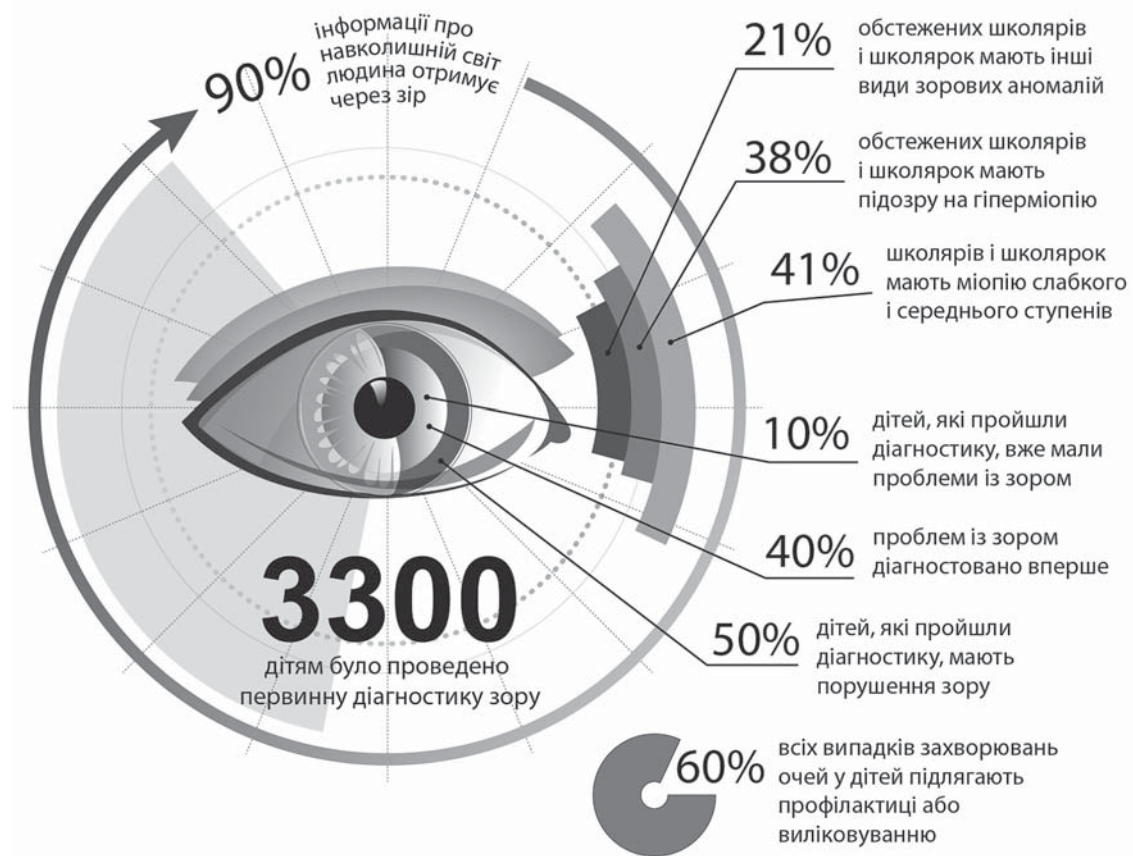 90%
інформації про
навколишній світ
людина отримує
через зір
21%
обстежених школярів
і школярок мають інші
види зорових аномалій
38%
обстежених школярів
і школярок мають
підозру на гіперміопію
41%
школярів і школярок
мають міопію слабкого
і середнього ступенів
10%
дітей, які пройшли
діагностику, вже мали
проблеми із зором
40%
проблем із зором
діагностовано вперше
50%
дітей, які пройшли
діагностику, мають
порушення зору
60%
всіх випадків захворювань
очей у дітей підлягають
профілактиці або
виліковуванню
3300
дітям було проведено
первинну діагностику зору